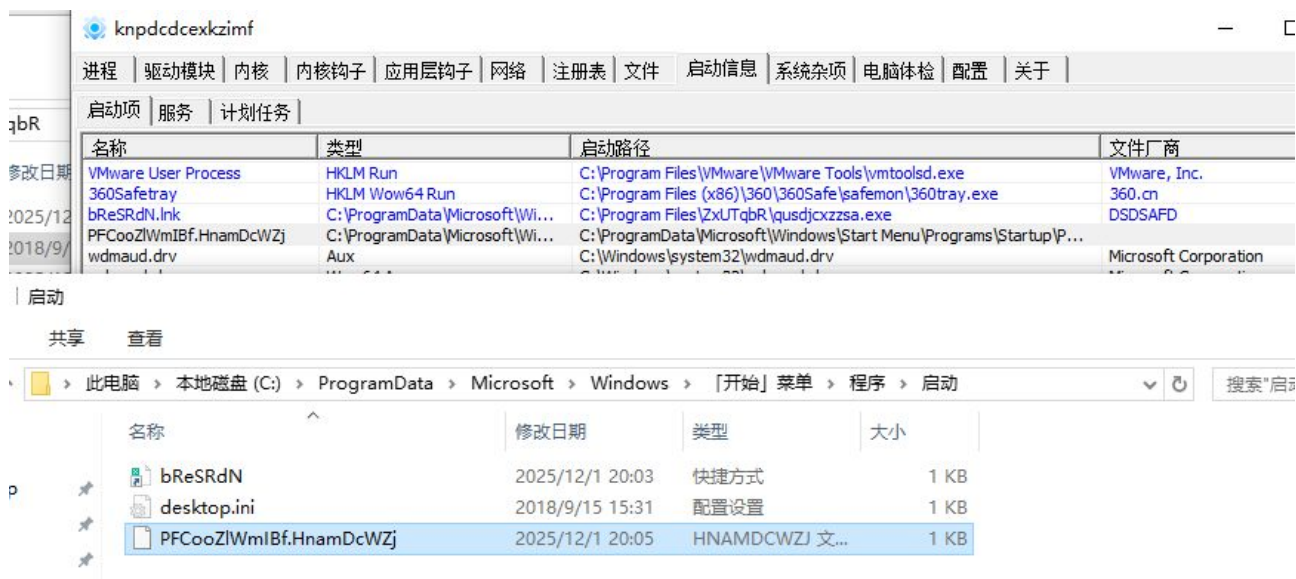 knpdcdcexkzimf
进程 驱动模块 内核 内核钩子 应用层钩子 网络 注册表 文件 启动信息 系统杂项 电脑体检 配置 关于
启动项 服务 计划任务
qbR
名称 类型 启动路径 文件厂商
修改日期
VMware User Process HKLM Run C:\Program Files\VMware\VMware Tools\vmtoolsd.exe VMware, Inc.
360Safetray HKLM Wow64 Run C:\Program Files (x86)\360\360Safe\safemon\360tray.exe 360.cn
2025/12
bReSRdN.lnk C:\ProgramData\Microsoft\Wi... C:\Program Files\ZxUTqbR\qusdjcxzzsa.exe DSDSAFD
2018/9/
PFCooZlWmIBf.HnamDcWZj C:\ProgramData\Microsoft\Wi... C:\ProgramData\Microsoft\Windows\Start Menu\Programs\Startup\P...
wdmaud.drv Aux C:\Windows\system32\wdmaud.drv Microsoft Corporation
启动
共享 查看
此电脑 > 本地磁盘 (C:) > ProgramData > Microsoft > Windows > 「开始」菜单 > 程序 > 启动 搜索"启动
名称 修改日期 类型 大小
bReSRdN 2025/12/1 20:03 快捷方式 1 KB
desktop.ini 2018/9/15 15:31 配置设置 1 KB
PFCooZlWmIBf.HnamDcWZj 2025/12/1 20:05 HNAMDCWZJ 文... 1 KB